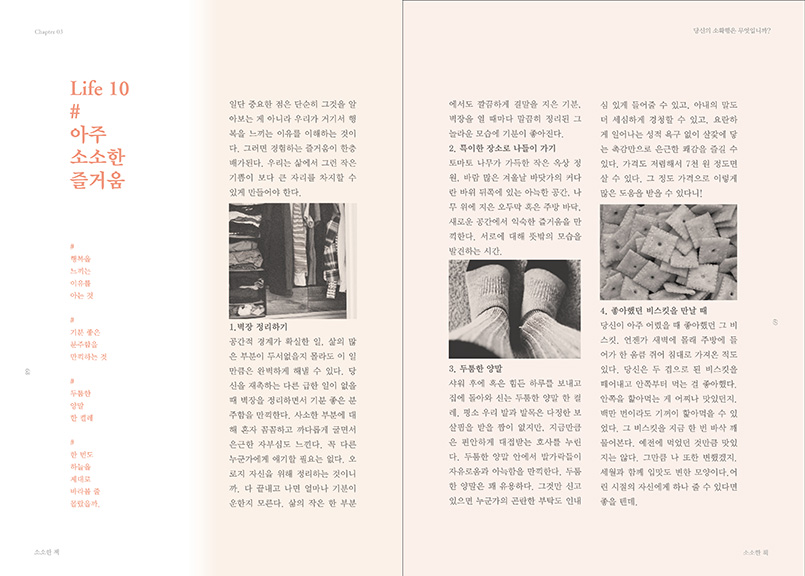 Chapter 03
당신의 소확행은 무엇입니까?
Life 10
#
아주
소소한
즐거움
#
행복을
느끼는
이유를
아는 것
#
기분 좋은
분주함을
만끽하는 것
#
두툼한
양말
한 켤레
#
한 번도
하늘을
제대로
바라봄 줄
몰랐을까.
일단 중요한 점은 단순히 그것을 알
아보는 게 아니라 우리가 거기서 행
복을 느끼는 이유를 이해하는 것이
다. 그러면 경험하는 즐거움이 한층
배가된다. 우리는 삶에서 그런 작은
기쁨이 보다 큰 자리를 차지할 수
있게 만들어야 한다.
1.벽장 정리하기
공간적 경계가 확실한 일, 삶의 많
은 부분이 두서없을지 몰라도 이 일
만큼은 완벽하게 해낼 수 있다. 당
신을 재촉하는 다른 급한 일이 없을
때 벽장을 정리하면서 기분 좋은 분
주함을 만끽한다. 사소한 부분에 대
해 혼자 꼼꼼하고 까다롭게 굴면서
은근한 자부심도 느낀다. 꼭 다른
누군가에게 얘기할 필요는 없다. 오
로지 자신을 위해 정리하는 것이니
까. 다 끝내고 나면 얼마나 기분이
운한지 모른다. 삶의 작은 한 부분
에서도 깔끔하게 결말을 지은 기분,
벽장을 열 때마다 말끔히 정리된 그
놀라운 모습에 기분이 좋아진다.
2. 특이한 장소로 나들이 가기
토마토 나무가 가득한 작은 옥상 정
원, 바람 많은 겨울날 바닷가의 커다
란 바위 뒤쪽에 있는 아늑한 공간, 나
무 위에 지은 오두막 혹은 주방 바닥,
새로운 공간에서 익숙한 즐거움을 만
끽한다. 서로에 대해 뜻밖의 모습을
발견하는 시간.
3. 두툼한 양말
샤워 후에 혹은 힘든 하루를 보내고
집에 돌아와 신는 두툼한 양말 한 켤
레, 평소 우리 발과 발목은 다정한 보
살핌을 받을 짬이 없지만, 지금만큼
은 편안하게 대접받는 호사를 누린
다. 두툼한 양말 안에서 발가락들이
자유로움과 아늑함을 만끽한다. 두툼
한 양말은 꽤 유용하다. 그것만 신고
있으면 누군가의 곤란한 부탁도 인내
심 있게 들어줄 수 있고, 아내의 말도
더 세심하게 경청할 수 있고, 요란하
게 일어나는 성적 욕구 없이 살갗에 닿
는 촉감만으로 은근한 쾌감을 즐길 수
있다. 가격도 저렴해서 7천 원 정도면
살 수 있다. 그 정도 가격으로 이렇게
많은 도움을 받을 수 있다니!
4. 좋아했던 비스킷을 만날 때
당신이 아주 어렸을 때 좋아했던 그 비
스킷. 언젠가 새벽에 몰래 주방에 들
어가 한 움큼 쥐어 침대로 가져온 적도
있다. 당신은 두 겹으로 된 비스킷을
떼어내고 안쪽부터 먹는 걸 좋아했다.
안쪽을 핥아먹는 게 어찌나 맛있던지,
백만 번이라도 기꺼이 핥아먹을 수 있
었다. 그 비스킷을 지금 한 번 바삭 깨
물어본다. 예전에 먹었던 것만큼 맛있
지는 않다. 그만큼 나 또한 변했겠지.
세월과 함께 입맛도 변한 모양이다.어
린 시절의 자신에게 하나 줄 수 있다면
좋을 텐데.
소소한 책
소소한 책